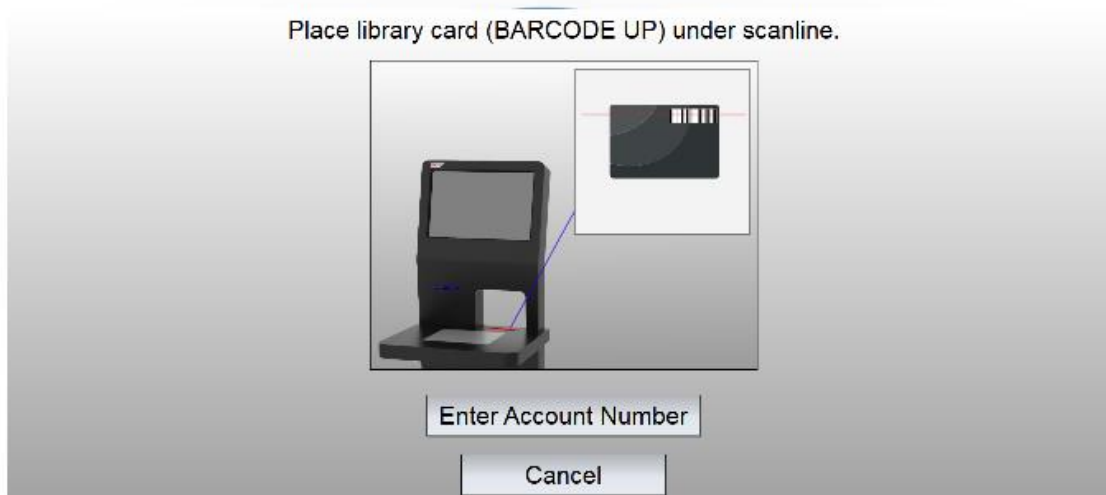 Place library card (BARCODE UP) under scanline.
Enter Account Number
Cancel